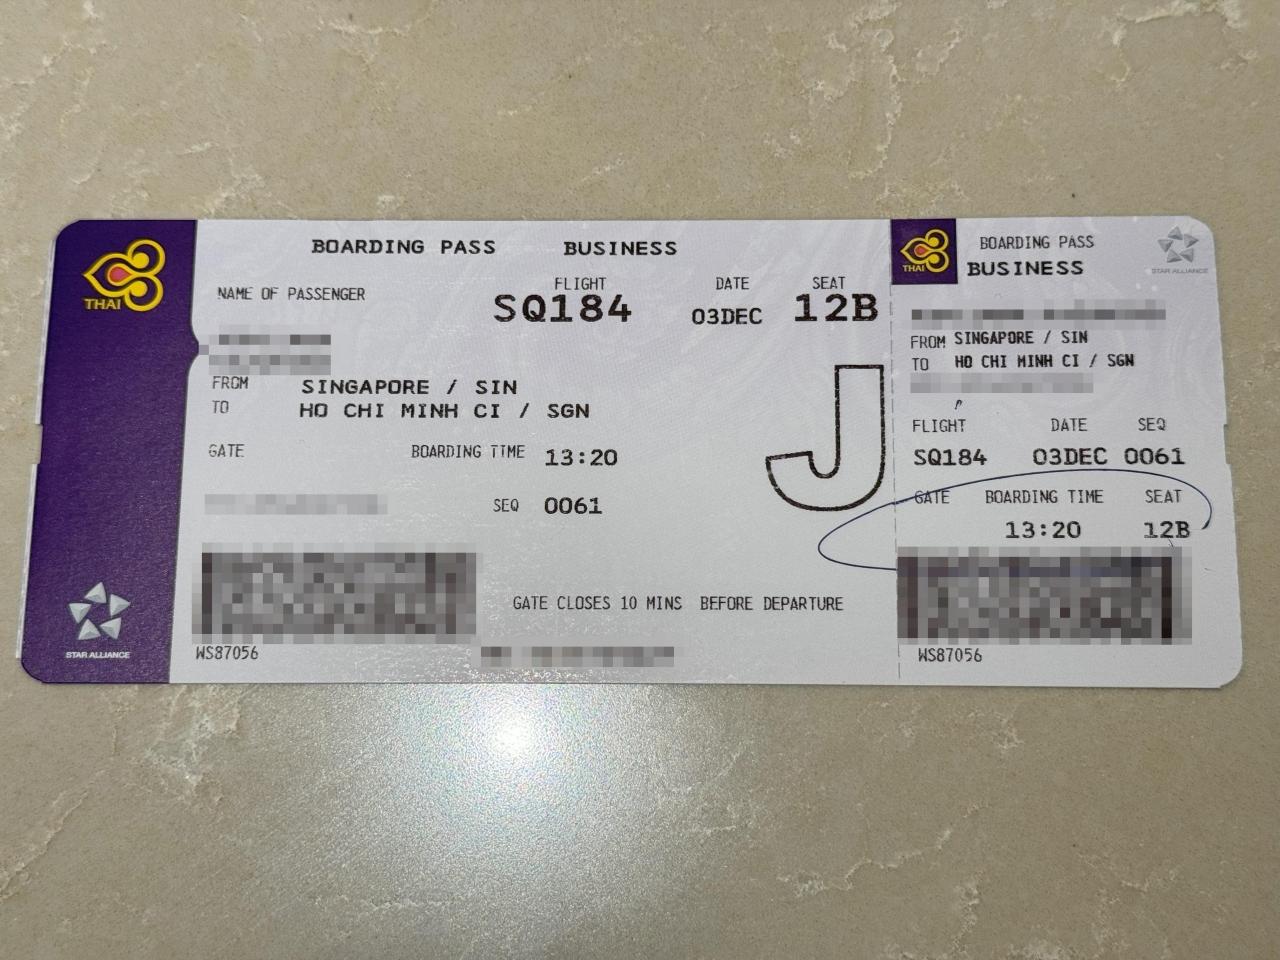 THAI
BOARDING PASS BUSINESS
NAME OF PASSENGER
FLIGHT DATE SEAT
SQ184 03DEC 12B
FROM SINGAPORE / SIN
TO HO CHI MINH CI / SGN
GATE BOARDING TIME 13:20
SEQ 0061
J
GATE CLOSES 10 MINS BEFORE DEPARTURE
WS87056
STAR ALLIANCE
THAI
BOARDING PASS
BUSINESS
STAR ALLIANCE
FROM SINGAPORE / SIN
TO HO CHI MINH CI / SGN
FLIGHT DATE SEQ
SQ184 03DEC 0061
GATE BOARDING TIME SEAT
13:20 12B
WS87056